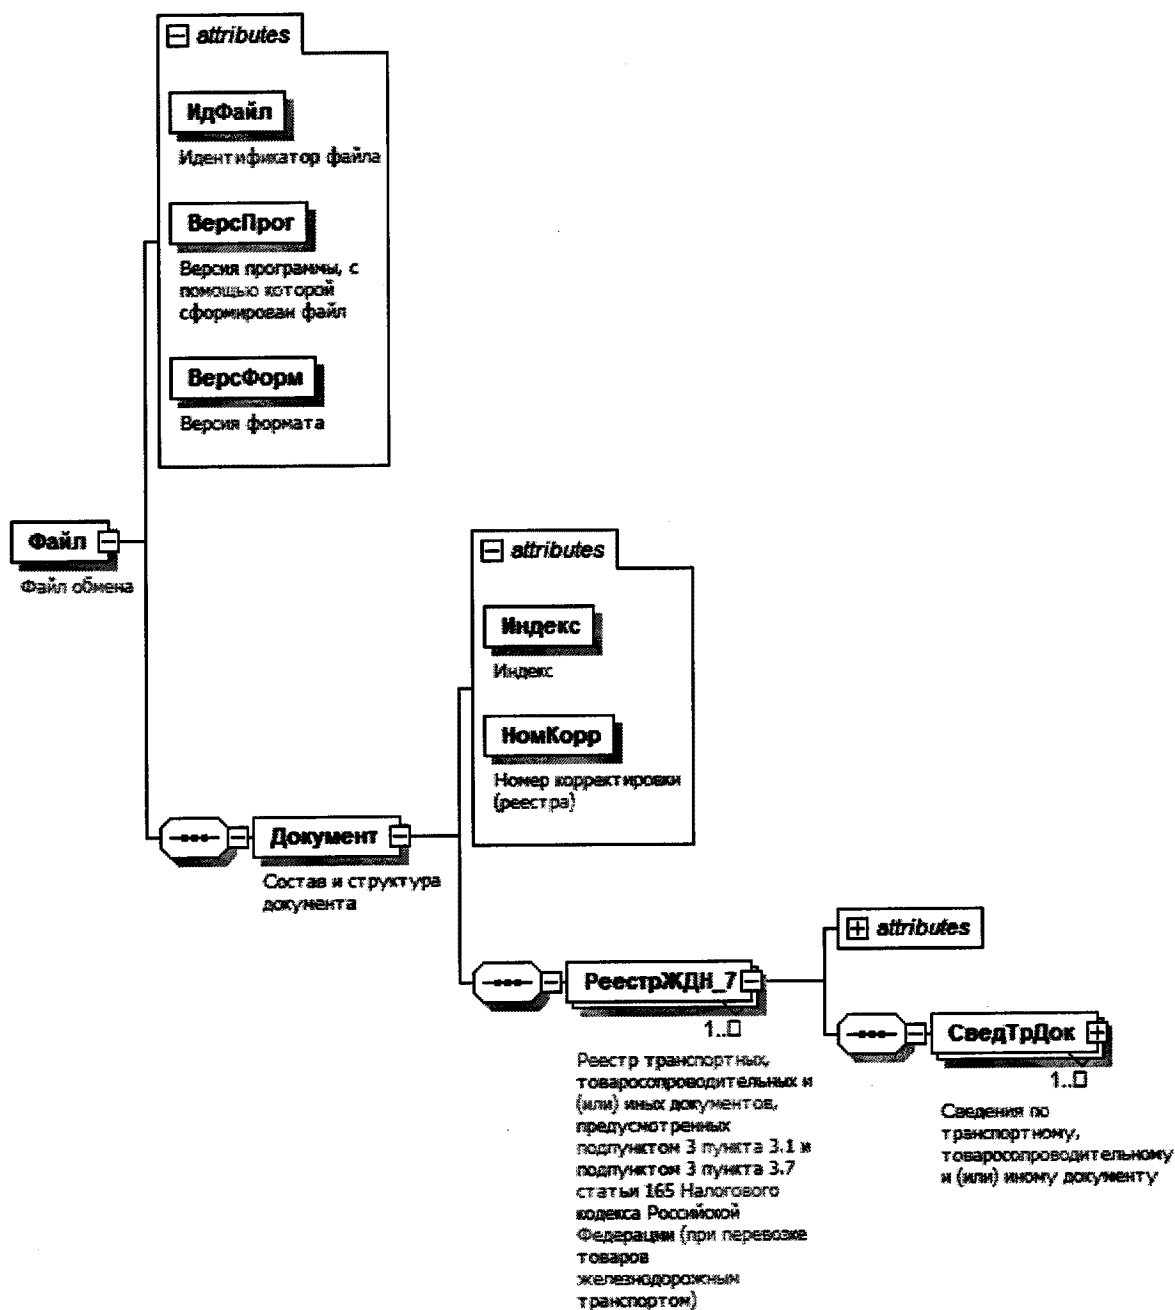 attributes
ИдФайл
Идентификатор файла
ВерсПрог
Версия программы, с
помощью которой
сформирован файл
ВерсФорм
Версия формата
Файл
Файл обмена
attributes
Индекс
Индекс
НомКорр
Номер корректировки
(реестра)
Документ
Состав и структура
документа
attributes
РеестрЖДН_7
1..□
Реестр транспортных,
товаросопроводительных и
(или) иных документов,
предусмотренных
подпунктом 3 пункта 3.1 и
подпунктом 3 пункта 3.7
статьи 165 Налогового
кодекса Российской
Федерации (при перевозке
товаров
железнодорожным
транспортом)
СведТрДок
1..□
Сведения по
транспортному,
товаросопроводительному
и (или) иному документу